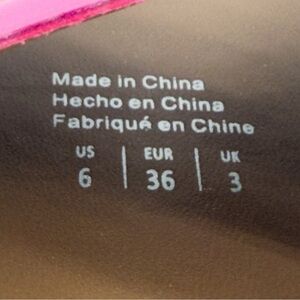 Made in China
Hecho en China
Fabriqué en Chine
US | EUR | UK
6 | 36 | 3